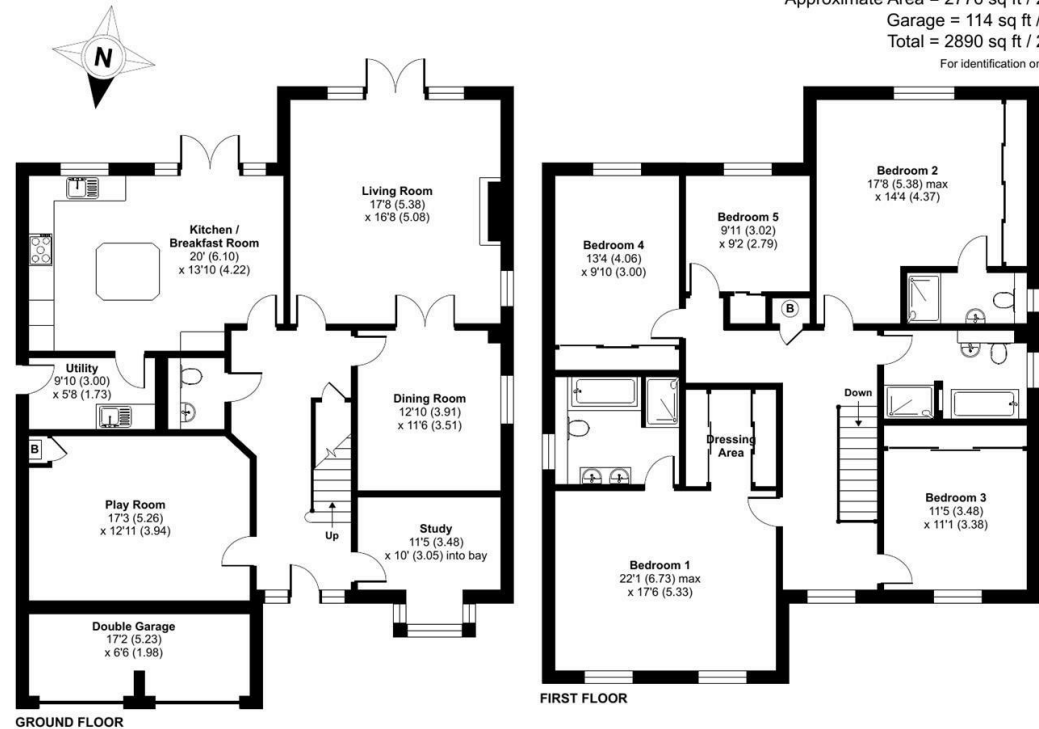 Approximate Area = 2776 sq ft / 2
Garage = 114 sq ft /
Total = 2890 sq ft / 2
For identification on
N
Living Room
17'8 (5.38)
x 16'8 (5.08)
Kitchen /
Breakfast Room
20' (6.10)
x 13'10 (4.22)
Utility
9'10 (3.00)
x 5'8 (1.73)
Dining Room
12'10 (3.91)
x 11'6 (3.51)
B
Play Room
17'3 (5.26)
x 12'11 (3.94)
Up
Study
11'5 (3.48)
x 10' (3.05) into bay
Double Garage
17'2 (5.23)
x 6'6 (1.98)
GROUND FLOOR
Bedroom 2
17'8 (5.38) max
x 14'4 (4.37)
Bedroom 5
9'11 (3.02)
x 9'2 (2.79)
Bedroom 4
13'4 (4.06)
x 9'10 (3.00)
B
Down
Dressing
Area
Bedroom 3
11'5 (3.48)
x 11'1 (3.38)
Bedroom 1
22'1 (6.73) max
x 17'6 (5.33)
FIRST FLOOR